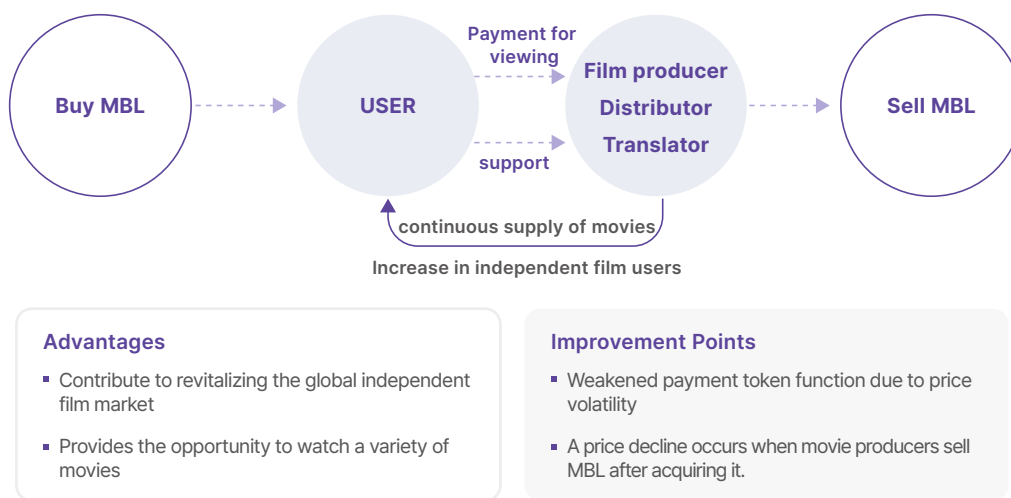 Payment for
viewing
Buy MBL
USER
Film producer
Distributor
Translator
Sell MBL
support
continuous supply of movies
Increase in independent film users
Advantages
Contribute to revitalizing the global independent
film market
Provides the opportunity to watch a variety of
movies
Improvement Points
Weakened payment token function due to price
volatility
A price decline occurs when movie producers sell
MBL after acquiring it.